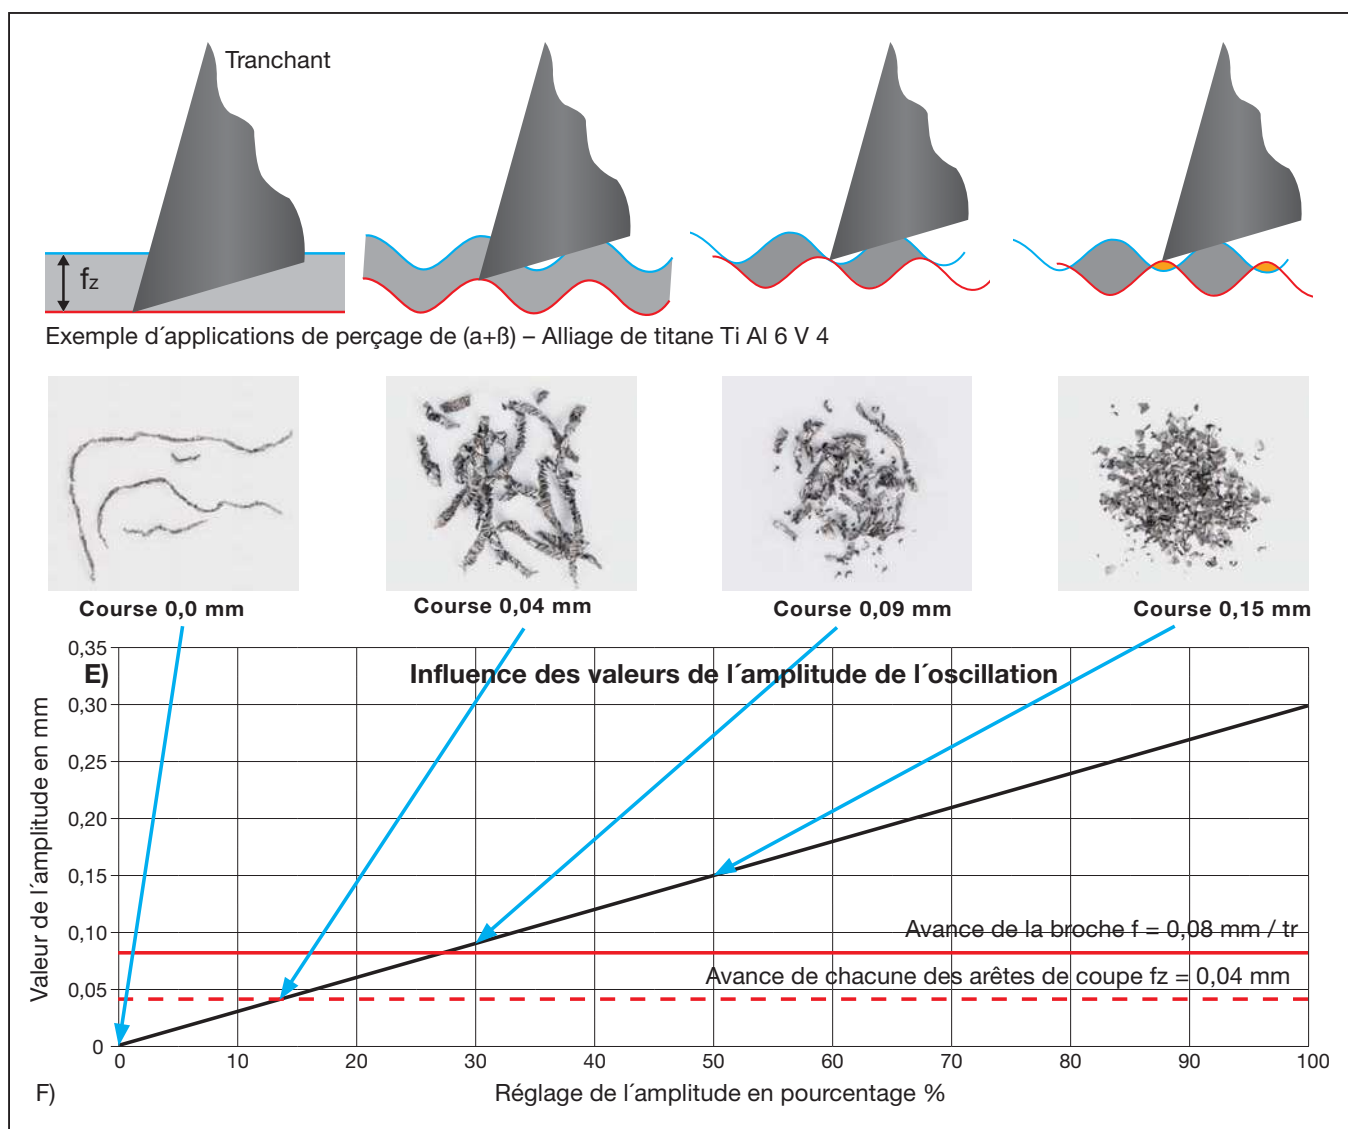 Tranchant
fz
Exemple d´applications de perçage de (a+ß) – Alliage de titane Ti Al 6 V 4
Course 0,0 mm
Course 0,04 mm
Course 0,09 mm
Course 0,15 mm
E)
Influence des valeurs de l´amplitude de l´oscillation
Valeur de l´amplitude en mm
0,35
0,30
0,25
0,20
0,15
0,10
0,05
0
Avance de la broche f = 0,08 mm / tr
Avance de chacune des arêtes de coupe fz = 0,04 mm
0 10 20 30 40 50 60 70 80 90 100
F)
Réglage de l´amplitude en pourcentage %